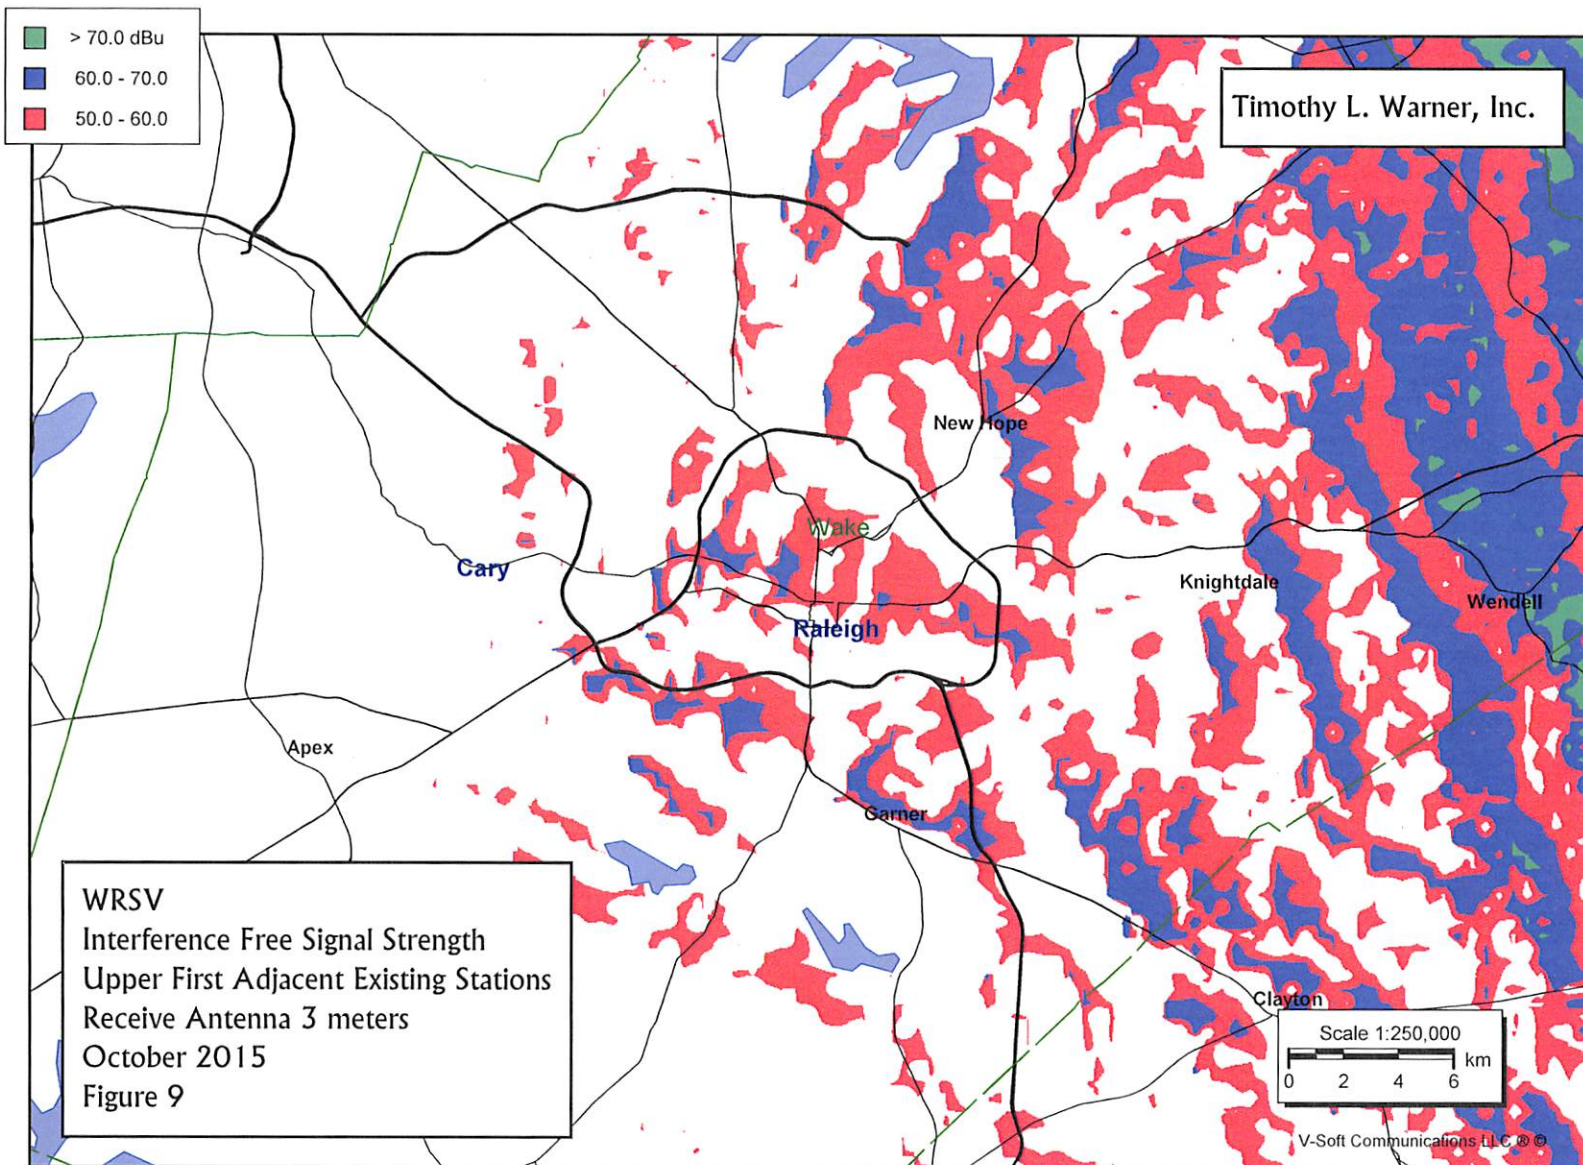 > 70.0 dBu
60.0 - 70.0
50.0 - 60.0
Timothy L. Warner, Inc.
New Hope
Wake
Cary
Knightdale
Wendell
Raleigh
Apex
Garner
WRSV
Interference Free Signal Strength
Upper First Adjacent Existing Stations
Receive Antenna 3 meters
October 2015
Figure 9
Clayton
Scale 1:250,000
km
0 2 4 6
V-Soft Communications LLC ® ©